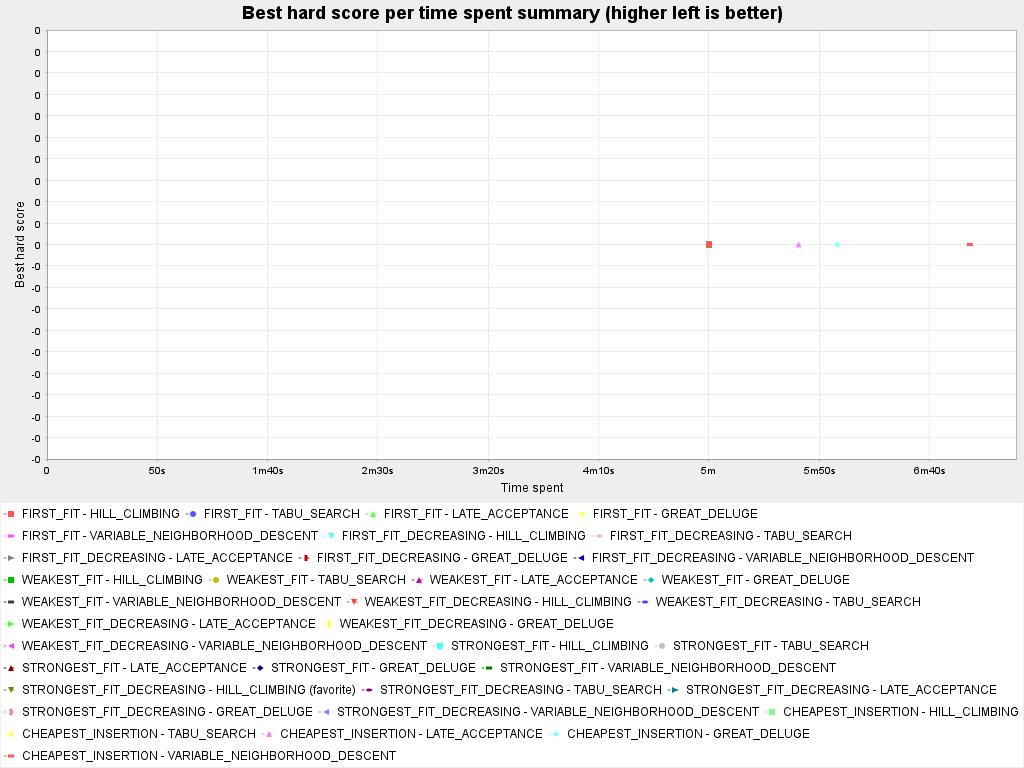 Best hard score per time spent summary (higher left is better)
Best hard score
0
0
0
0
0
0
0
0
0
0
0
-0
-0
-0
-0
-0
-0
-0
-0
-0
-0
0 50s 1m40s 2m30s 3m20s 4m10s 5m 5m50s 6m40s
Time spent
FIRST_FIT - HILL_CLIMBING FIRST_FIT - TABU_SEARCH FIRST_FIT - LATE_ACCEPTANCE FIRST_FIT - GREAT_DELUGE
FIRST_FIT - VARIABLE_NEIGHBORHOOD_DESCENT FIRST_FIT_DECREASING - HILL_CLIMBING FIRST_FIT_DECREASING - TABU_SEARCH
FIRST_FIT_DECREASING - LATE_ACCEPTANCE FIRST_FIT_DECREASING - GREAT_DELUGE FIRST_FIT_DECREASING - VARIABLE_NEIGHBORHOOD_DESCENT
WEAKEST_FIT - HILL_CLIMBING WEAKEST_FIT - TABU_SEARCH WEAKEST_FIT - LATE_ACCEPTANCE WEAKEST_FIT - GREAT_DELUGE
WEAKEST_FIT - VARIABLE_NEIGHBORHOOD_DESCENT WEAKEST_FIT_DECREASING - HILL_CLIMBING WEAKEST_FIT_DECREASING - TABU_SEARCH
WEAKEST_FIT_DECREASING - LATE_ACCEPTANCE WEAKEST_FIT_DECREASING - GREAT_DELUGE
WEAKEST_FIT_DECREASING - VARIABLE_NEIGHBORHOOD_DESCENT STRONGEST_FIT - HILL_CLIMBING STRONGEST_FIT - TABU_SEARCH
STRONGEST_FIT - LATE_ACCEPTANCE STRONGEST_FIT - GREAT_DELUGE STRONGEST_FIT - VARIABLE_NEIGHBORHOOD_DESCENT
STRONGEST_FIT_DECREASING - HILL_CLIMBING (favorite) STRONGEST_FIT_DECREASING - TABU_SEARCH STRONGEST_FIT_DECREASING - LATE_ACCEPTANCE
STRONGEST_FIT_DECREASING - GREAT_DELUGE STRONGEST_FIT_DECREASING - VARIABLE_NEIGHBORHOOD_DESCENT CHEAPEST_INSERTION - HILL_CLIMBING
CHEAPEST_INSERTION - TABU_SEARCH CHEAPEST_INSERTION - LATE_ACCEPTANCE CHEAPEST_INSERTION - GREAT_DELUGE
CHEAPEST_INSERTION - VARIABLE_NEIGHBORHOOD_DESCENT